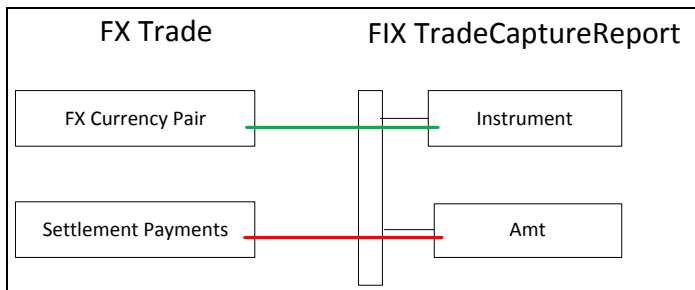 FX Trade
FIX TradeCaptureReport
FX Currency Pair
Instrument
Settlement Payments
Amt